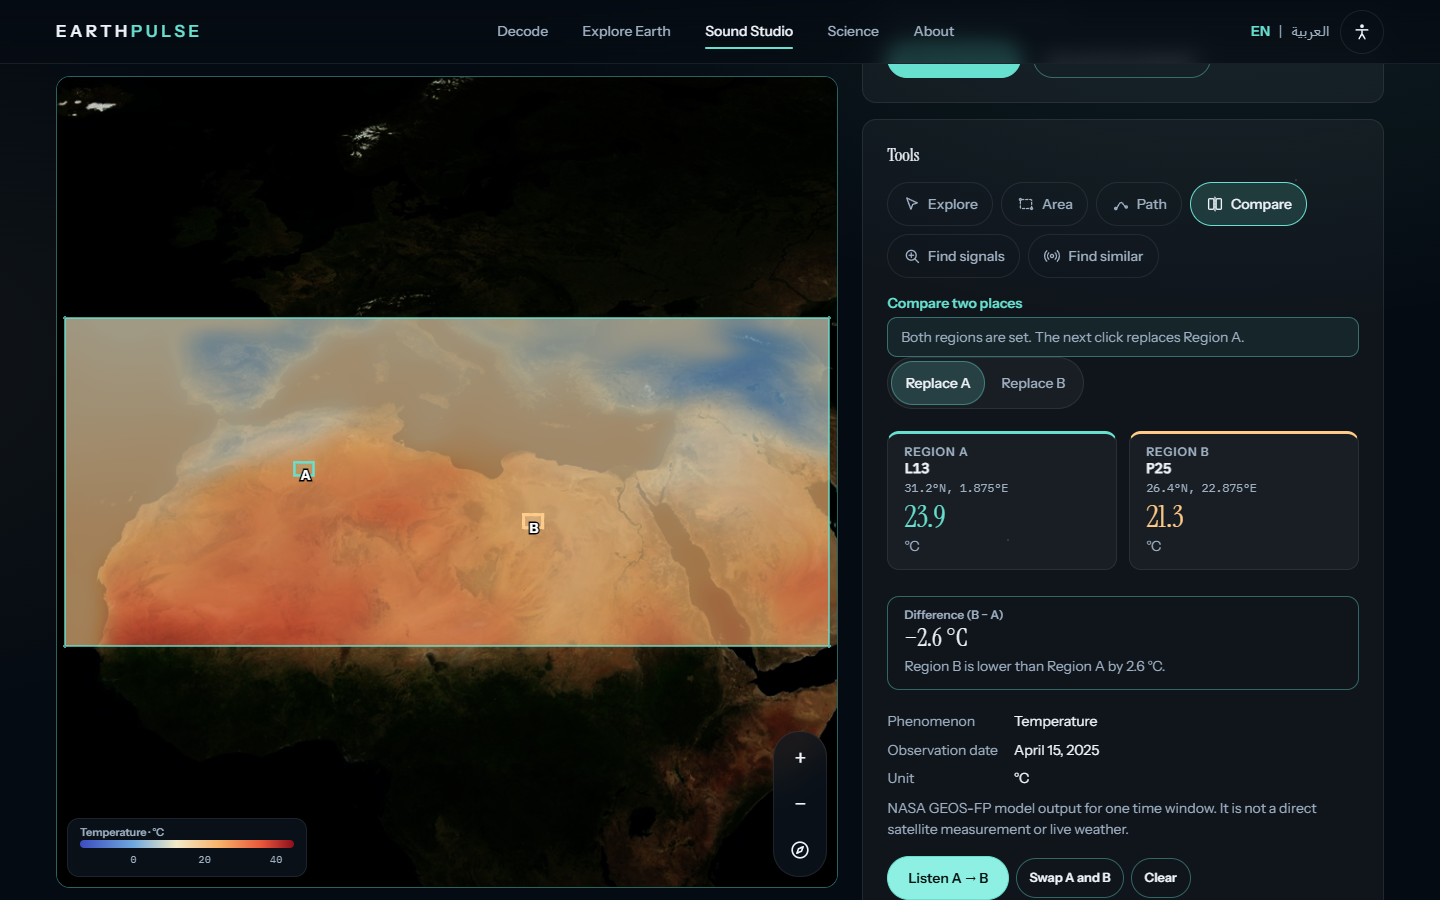 EARTHPULSE
Decode
Explore Earth
Sound Studio
Science
About
EN | العربية
A
B
Temperature · °C
0 20 40
+
−
Tools
Explore
Area
Path
Compare
Find signals
Find similar
Compare two places
Both regions are set. The next click replaces Region A.
Replace A
Replace B
REGION A
L13
31.2°N, 1.875°E
23.9
°C
REGION B
P25
26.4°N, 22.875°E
21.3
°C
Difference (B − A)
−2.6 °C
Region B is lower than Region A by 2.6 °C.
Phenomenon Temperature
Observation date April 15, 2025
Unit °C
NASA GEOS-FP model output for one time window. It is not a direct
satellite measurement or live weather.
Listen A → B
Swap A and B
Clear